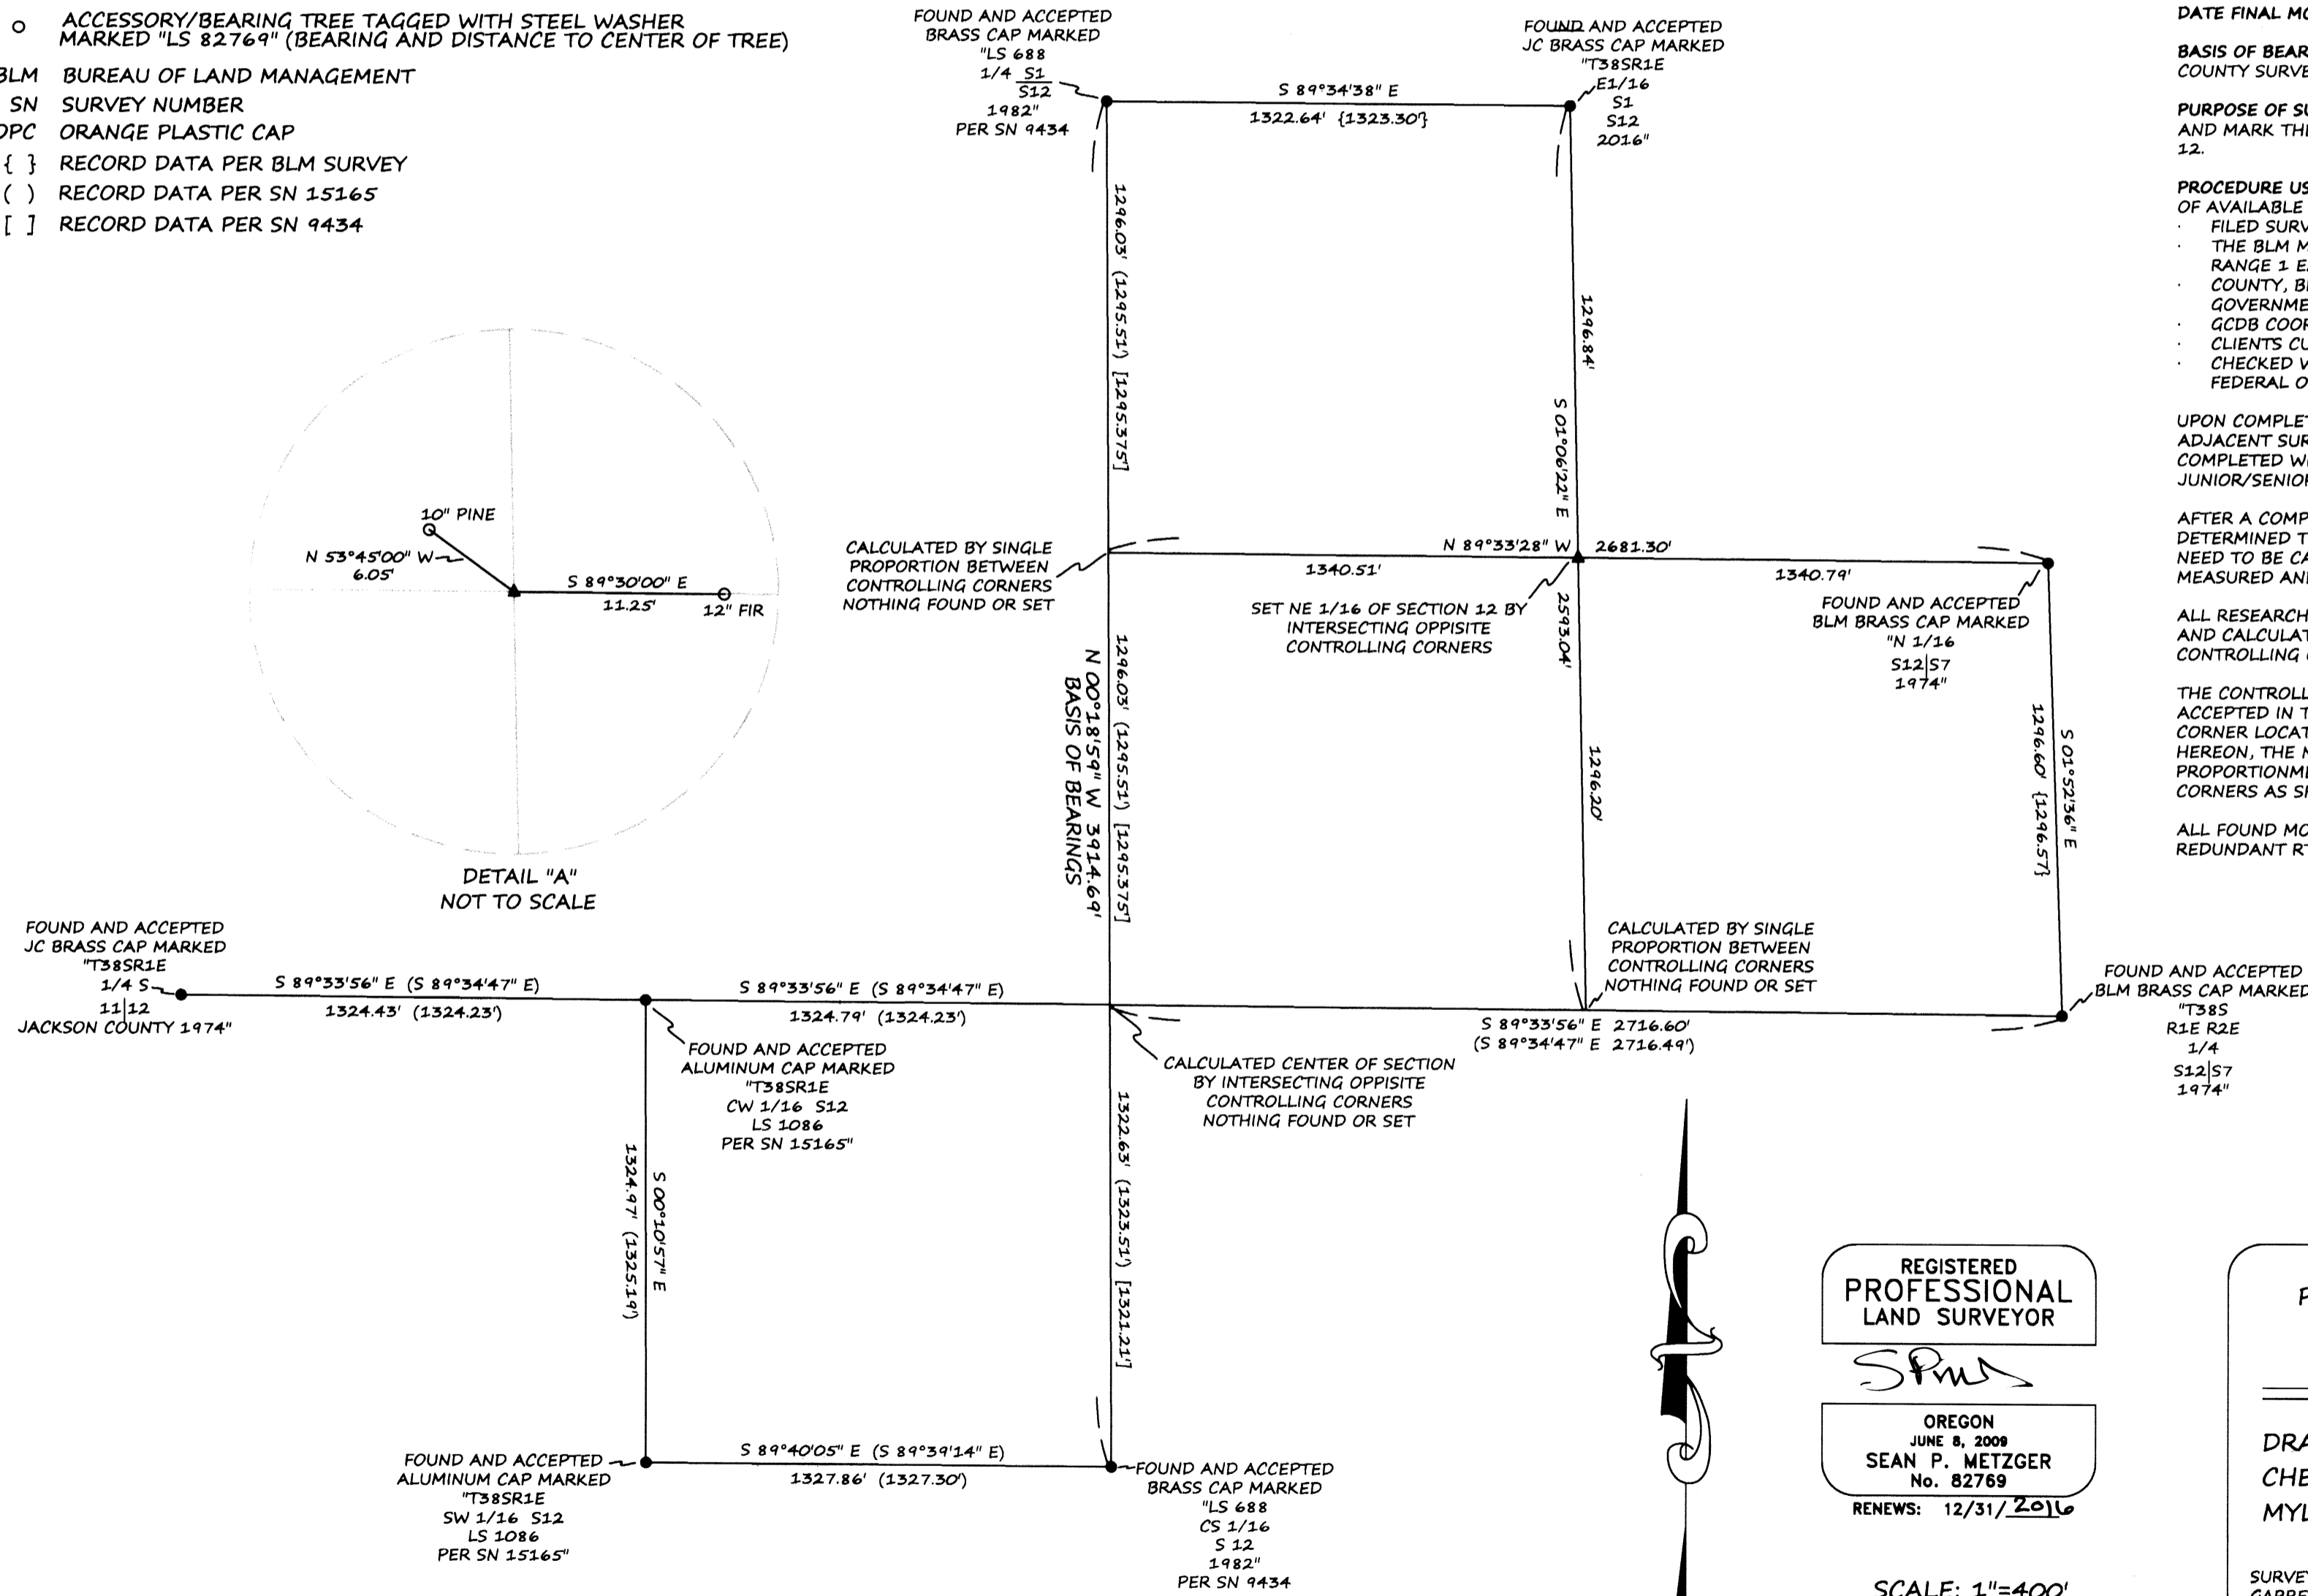 ACCESSORY/BEARING TREE TAGGED WITH STEEL WASHER
MARKED "LS 82769" (BEARING AND DISTANCE TO CENTER OF TREE)
BLM BUREAU OF LAND MANAGEMENT
SN SURVEY NUMBER
OPC ORANGE PLASTIC CAP
{ } RECORD DATA PER BLM SURVEY
( ) RECORD DATA PER SN 15165
[ ] RECORD DATA PER SN 9434
FOUND AND ACCEPTED
BRASS CAP MARKED
"LS 688
1/4 S1
S12
1982"
PER SN 9434
FOUND AND ACCEPTED
JC BRASS CAP MARKED
"T38SR1E
E1/16
S1
S12
2016"
S 89°34'38" E
1322.64' {1323.30'}
1296.03' (1295.51') [1295.375']
1296.84'
S 01°06'22" E
10" PINE
N 53°45'00" W
6.05'
S 89°30'00" E
11.25'
12" FIR
DETAIL "A"
NOT TO SCALE
CALCULATED BY SINGLE
PROPORTION BETWEEN
CONTROLLING CORNERS
NOTHING FOUND OR SET
N 89°33'28" W 2681.30'
1340.51'
1340.79'
SET NE 1/16 OF SECTION 12 BY
INTERSECTING OPPISITE
CONTROLLING CORNERS
2593.04'
FOUND AND ACCEPTED
BLM BRASS CAP MARKED
"N 1/16
S12|S7
1974"
1296.03' (1295.51') [1295.375']
N 00°18'59" W 3914.69'
BASIS OF BEARINGS
1296.20'
1296.60' {1296.57'}
S 01°52'36" E
FOUND AND ACCEPTED
JC BRASS CAP MARKED
"T38SR1E
1/4 S
11|12
JACKSON COUNTY 1974"
S 89°33'56" E (S 89°34'47" E)
1324.43' (1324.23')
S 89°33'56" E (S 89°34'47" E)
1324.79' (1324.23')
CALCULATED BY SINGLE
PROPORTION BETWEEN
CONTROLLING CORNERS
NOTHING FOUND OR SET
S 89°33'56" E 2716.60'
(S 89°34'47" E 2716.49')
FOUND AND ACCEPTED
BLM BRASS CAP MARKED
"T38S
R1E R2E
1/4
S12|S7
1974"
FOUND AND ACCEPTED
ALUMINUM CAP MARKED
"T38SR1E
CW 1/16 S12
LS 1086
PER SN 15165"
CALCULATED CENTER OF SECTION
BY INTERSECTING OPPISITE
CONTROLLING CORNERS
NOTHING FOUND OR SET
1324.97' (1325.19')
S 00°10'57" E
1322.63' (1323.51') [1321.21']
FOUND AND ACCEPTED
ALUMINUM CAP MARKED
"T38SR1E
SW 1/16 S12
LS 1086
PER SN 15165"
S 89°40'05" E (S 89°39'14" E)
1327.86' (1327.30')
FOUND AND ACCEPTED
BRASS CAP MARKED
"LS 688
CS 1/16
S 12
1982"
PER SN 9434
REGISTERED
PROFESSIONAL
LAND SURVEYOR
OREGON
JUNE 8, 2009
SEAN P. METZGER
No. 82769
RENEWS: 12/31/2016
SCALE: 1"=400'
DATE FINAL MO
BASIS OF BEAR
COUNTY SURVE
PURPOSE OF SU
AND MARK THE
12.
PROCEDURE US
OF AVAILABLE
· FILED SURV
· THE BLM M
RANGE 1 E
· COUNTY, B
GOVERNME
· GCDB COOR
· CLIENTS CU
· CHECKED W
FEDERAL O
UPON COMPLET
ADJACENT SUR
COMPLETED W
JUNIOR/SENIOR
AFTER A COMP
DETERMINED T
NEED TO BE CA
MEASURED AN
ALL RESEARCH
AND CALCULAT
CONTROLLING
THE CONTROLL
ACCEPTED IN T
CORNER LOCAT
HEREON, THE N
PROPORTIONME
CORNERS AS S
ALL FOUND MO
REDUNDANT RT
DRA
CHE
MYL
SURVE